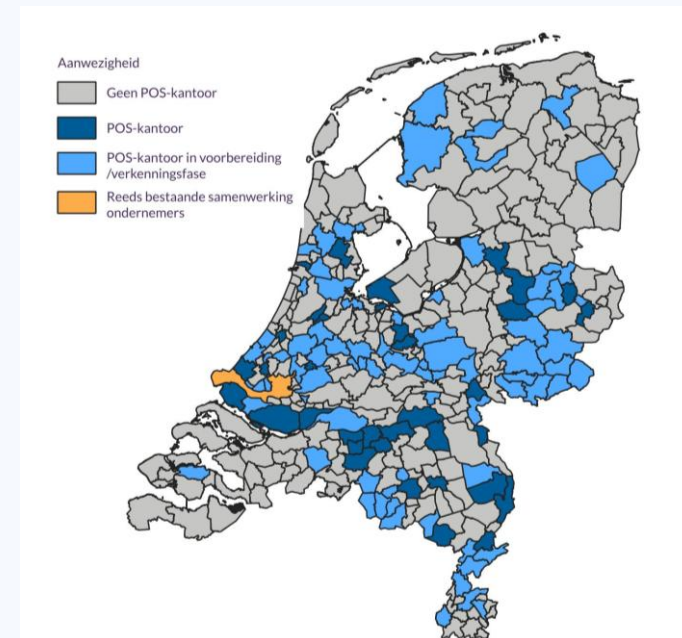 Aanwezigheid
Geen POS-kantoor
POS-kantoor
POS-kantoor in voorbereiding
/verkenningsfase
Reeds bestaande samenwerking
ondernemers